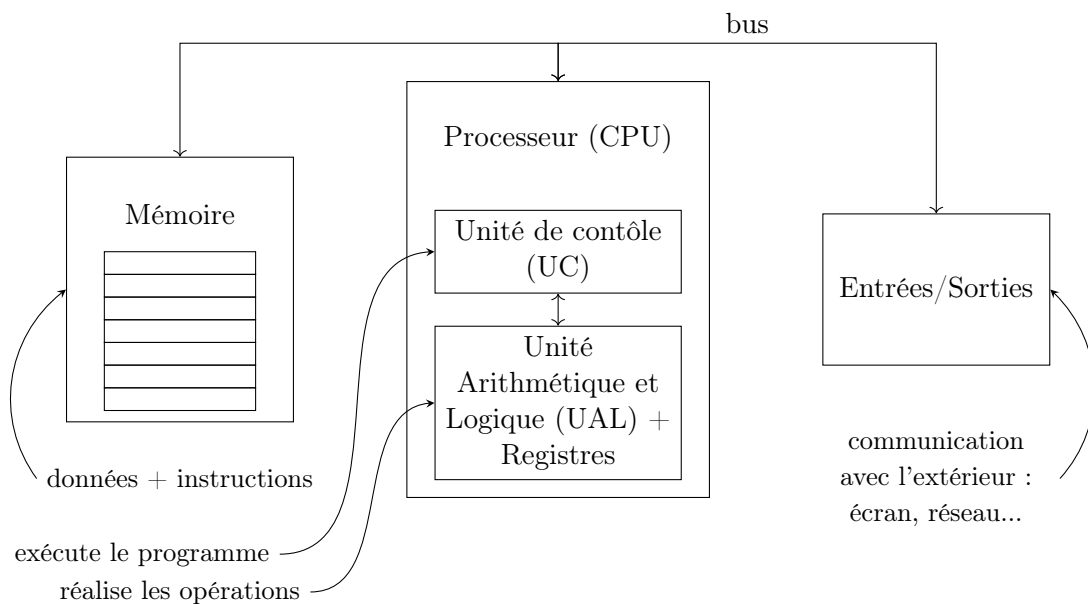 bus
Processeur (CPU)
Mémoire
Unité de contôle
(UC)
Entrées/Sorties
Unité
Arithmétique et
Logique (UAL) +
Registres
communication
avec l'extérieur :
écran, réseau...
données + instructions
exécute le programme
réalise les opérations